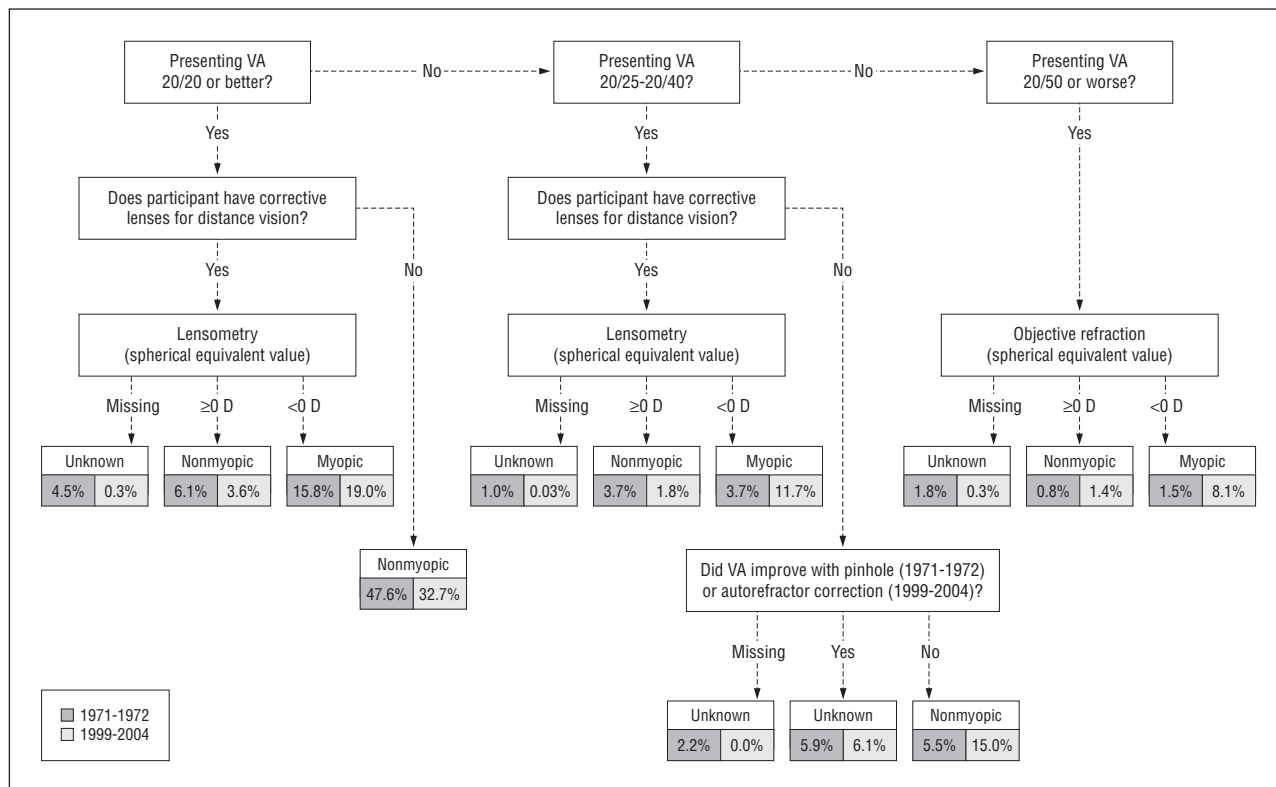 Presenting VA
20/20 or better?
No
Presenting VA
20/25-20/40?
No
Presenting VA
20/50 or worse?
Yes
Yes
Yes
Does participant have corrective
lenses for distance vision?
Does participant have corrective
lenses for distance vision?
Yes
No
Yes
No
Lensometry
(spherical equivalent value)
Lensometry
(spherical equivalent value)
Objective refraction
(spherical equivalent value)
Missing
≥0 D
<0 D
Missing
≥0 D
<0 D
Missing
≥0 D
<0 D
Unknown
4.5% 0.3%
Nonmyopic
6.1% 3.6%
Myopic
15.8% 19.0%
Unknown
1.0% 0.03%
Nonmyopic
3.7% 1.8%
Myopic
3.7% 11.7%
Unknown
1.8% 0.3%
Nonmyopic
0.8% 1.4%
Myopic
1.5% 8.1%
Nonmyopic
47.6% 32.7%
Did VA improve with pinhole (1971-1972)
or autorefractor correction (1999-2004)?
Missing
Yes
No
Unknown
2.2% 0.0%
Unknown
5.9% 6.1%
Nonmyopic
5.5% 15.0%
1971-1972
1999-2004